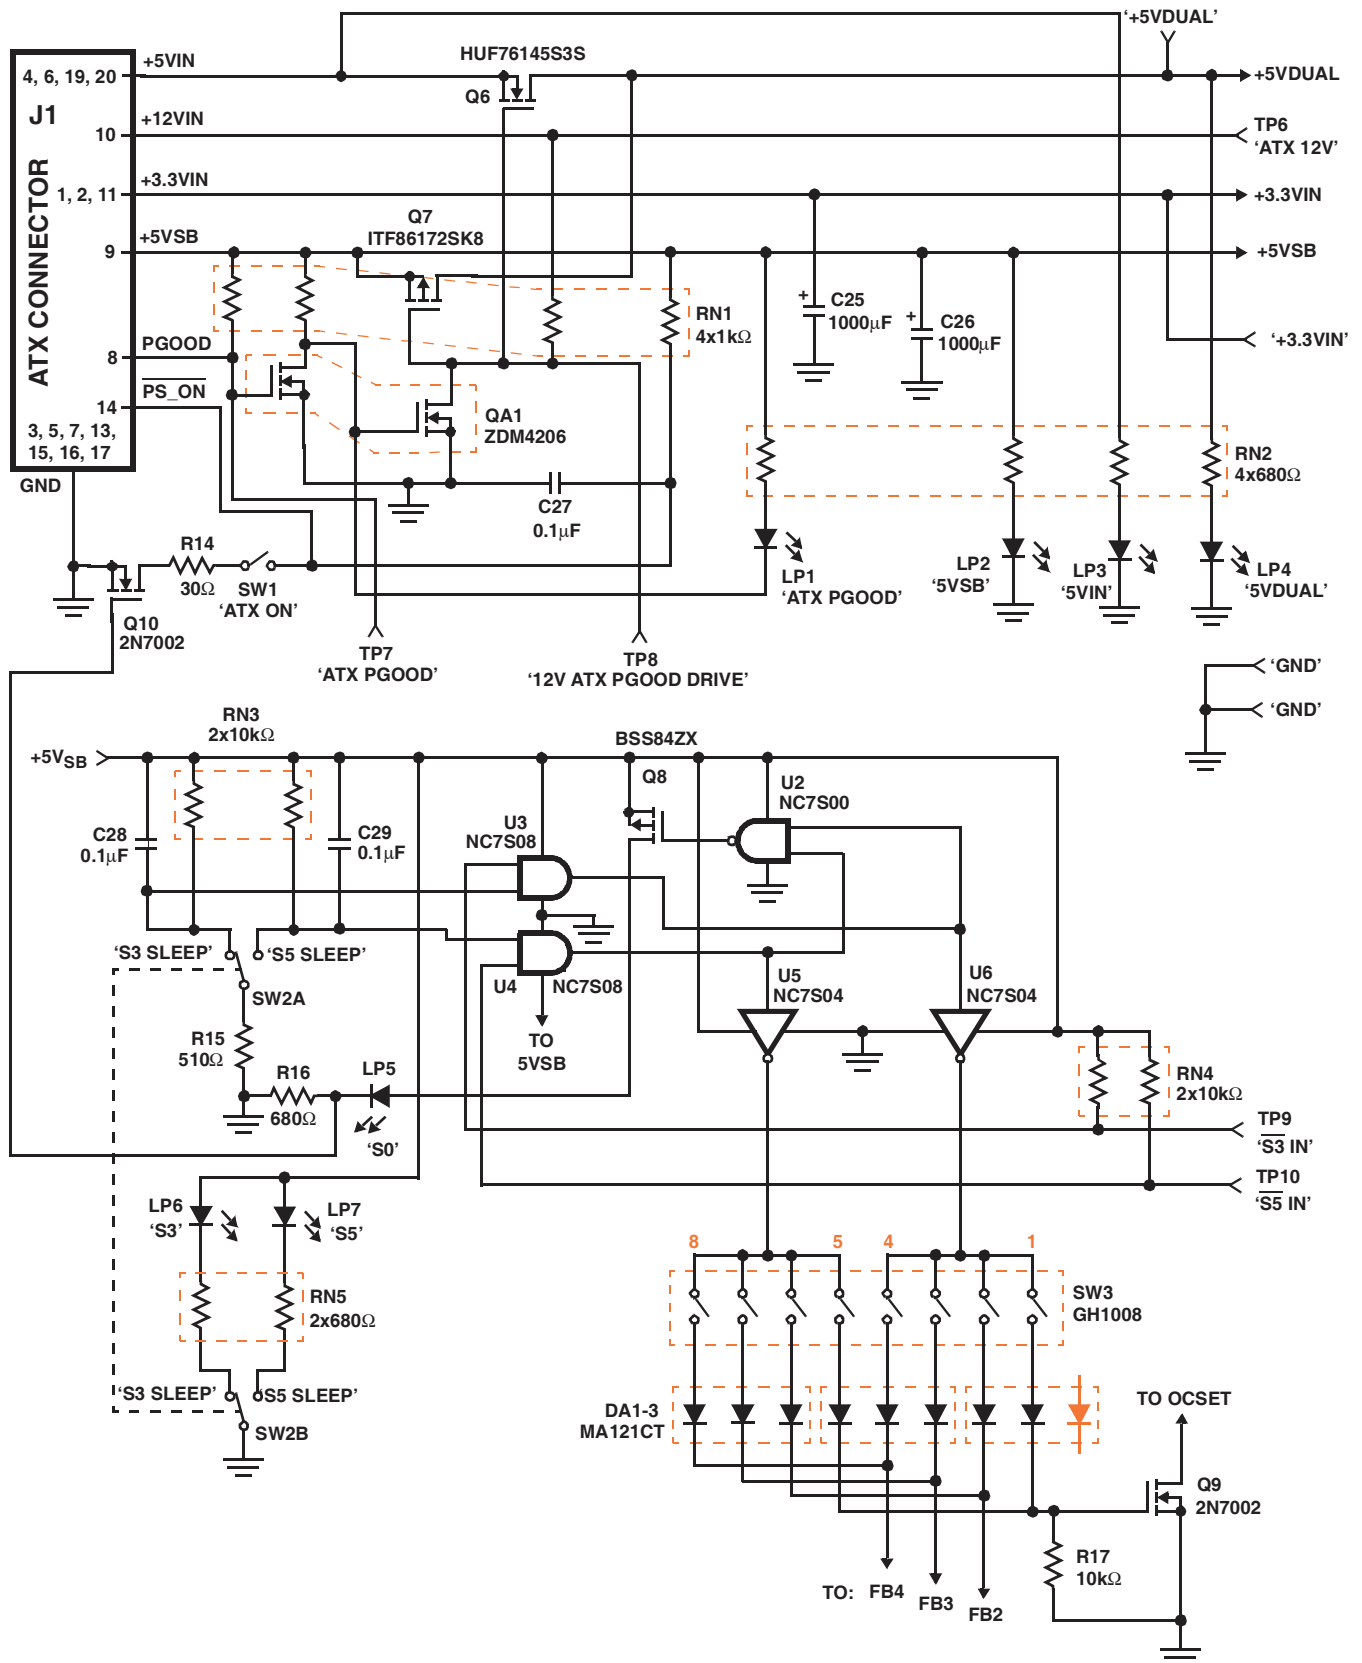 '+5VDUAL'
+5VIN
HUF76145S3S
4, 6, 19, 20
+5VDUAL
Q6
J1
+12VIN
TP6
10
'ATX 12V'
ATX CONNECTOR
+3.3VIN
1, 2, 11
+3.3VIN
Q7
ITF86172SK8
+5VSB
9
+5VSB
RN1
4x1kΩ
+
C25
1000μF
+
C26
1000μF
'+3.3VIN'
PGOOD
8
PS_ON
14
3, 5, 7, 13,
15, 16, 17
QA1
ZDM4206
RN2
4x680Ω
GND
C27
0.1μF
R14
30Ω
SW1
'ATX ON'
LP1
'ATX PGOOD'
LP2
'5VSB'
LP3
'5VIN'
LP4
'5VDUAL'
Q10
2N7002
TP7
'ATX PGOOD'
TP8
'12V ATX PGOOD DRIVE'
'GND'
'GND'
RN3
2x10kΩ
+5VSB
BSS84ZX
Q8
U2
NC7S00
U3
NC7S08
C28
0.1μF
C29
0.1μF
'S3 SLEEP'
'S5 SLEEP'
SW2A
U4
NC7S08
U5
NC7S04
U6
NC7S04
TO
5VSB
R15
510Ω
R16
680Ω
LP5
'S0'
RN4
2x10kΩ
TP9
'S3 IN'
TP10
'S5 IN'
LP6
'S3'
LP7
'S5'
8
5
4
1
RN5
2x680Ω
SW3
GH1008
'S3 SLEEP'
'S5 SLEEP'
SW2B
DA1-3
MA121CT
TO OCSET
Q9
2N7002
R17
10kΩ
TO:
FB4
FB3
FB2